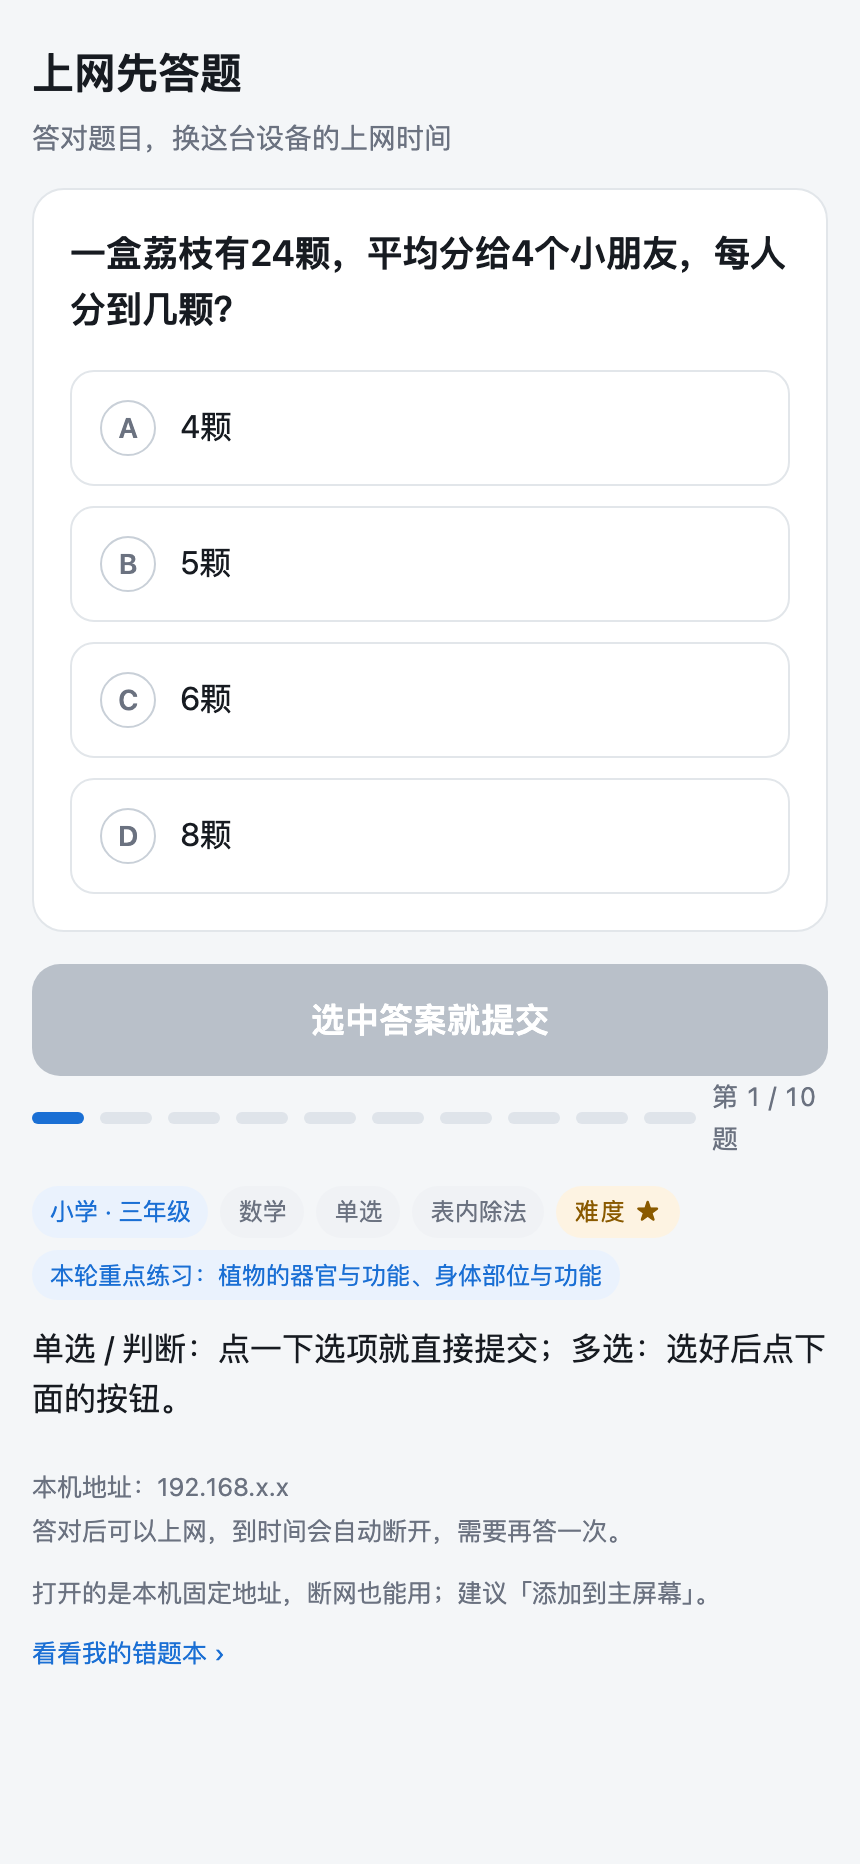 上网先答题
答对题目，换这台设备的上网时间
一盒荔枝有24颗，平均分给4个小朋友，每人
分到几颗?
A 4颗
B 5颗
C 6颗
D 8颗
选中答案就提交
第 1 / 10
题
小学 · 三年级 数学 单选 表内除法 难度 ★
本轮重点练习：植物的器官与功能、身体部位与功能
单选 / 判断：点一下选项就直接提交；多选：选好后点下
面的按钮。
本机地址：192.168.x.x
答对后可以上网，到时间会自动断开，需要再答一次。
打开的是本机固定地址，断网也能用；建议「添加到主屏幕」。
看看我的错题本 ›